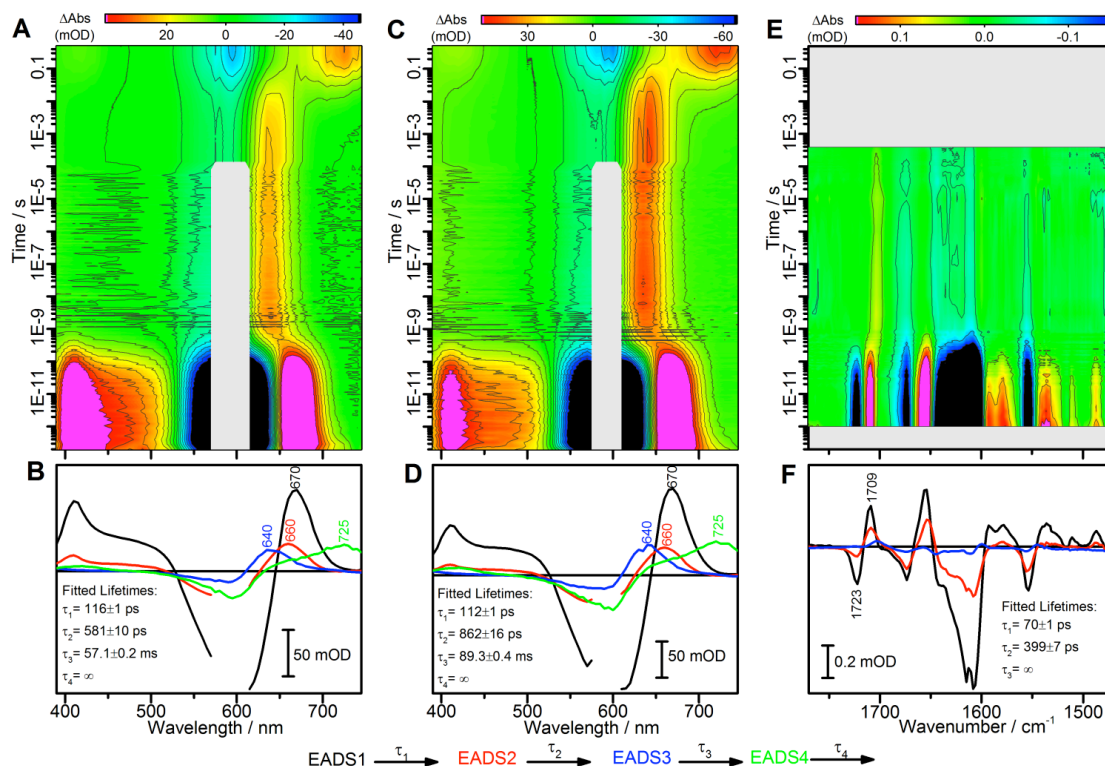 A
ΔAbs
(mOD)
20
0
-20
-40
Time / s
0.1
1E-3
1E-5
1E-7
1E-9
1E-11
C
ΔAbs
(mOD)
30
0
-30
-60
Time / s
0.1
1E-3
1E-5
1E-7
1E-9
1E-11
E
ΔAbs
(mOD)
0.1
0.0
-0.1
Time / s
0.1
1E-3
1E-5
1E-7
1E-9
1E-11
B
670
640
660
725
Fitted Lifetimes:
τ1= 116±1 ps
τ2= 581±10 ps
τ3= 57.1±0.2 ms
τ4= ∞
50 mOD
400
500
600
700
Wavelength / nm
D
670
640
660
725
Fitted Lifetimes:
τ1= 112±1 ps
τ2= 862±16 ps
τ3= 89.3±0.4 ms
τ4= ∞
50 mOD
400
500
600
700
Wavelength / nm
F
1709
1723
Fitted Lifetimes:
τ1= 70±1 ps
τ2= 399±7 ps
τ3= ∞
0.2 mOD
1700
1600
1500
Wavenumber / cm-1
EADS1 τ1 EADS2 τ2 EADS3 τ3 EADS4 τ4